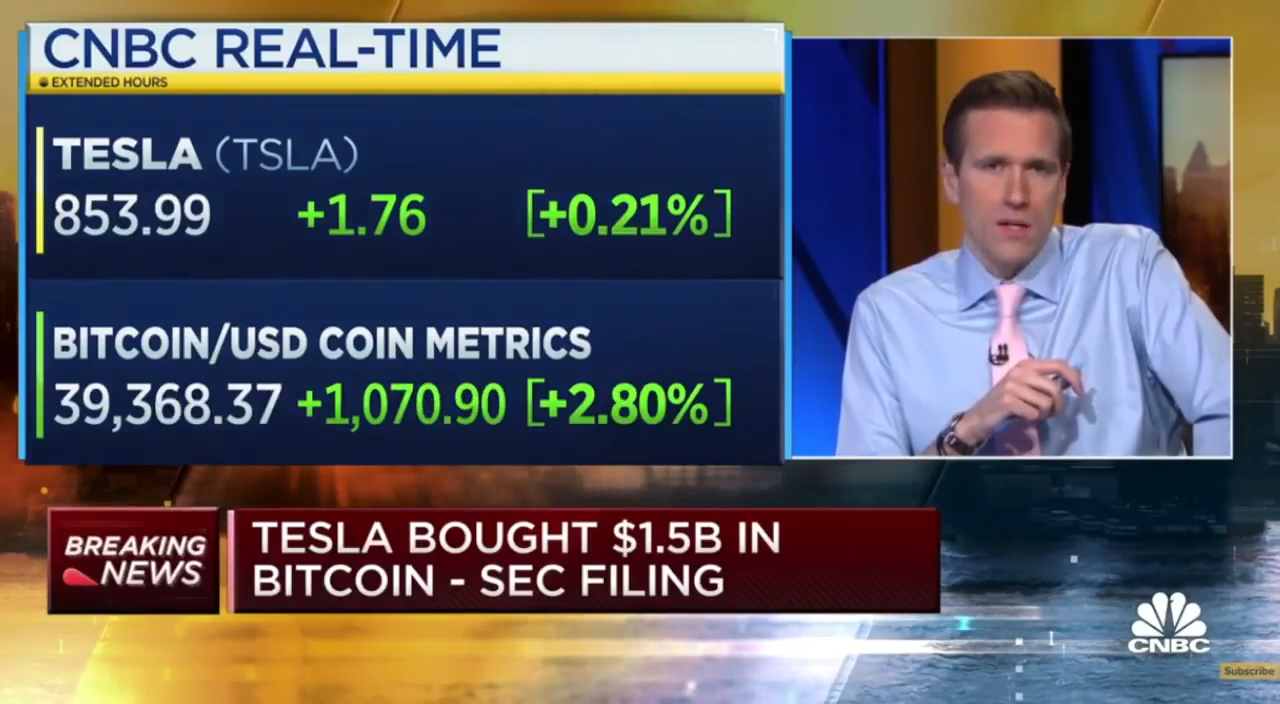 CNBC REAL-TIME
EXTENDED HOURS
TESLA (TSLA)
853.99 +1.76 [+0.21%]
BITCOIN/USD COIN METRICS
39,368.37 +1,070.90 [+2.80%]
BREAKING
NEWS
TESLA BOUGHT $1.5B IN
BITCOIN - SEC FILING
CNBC
Subscribe